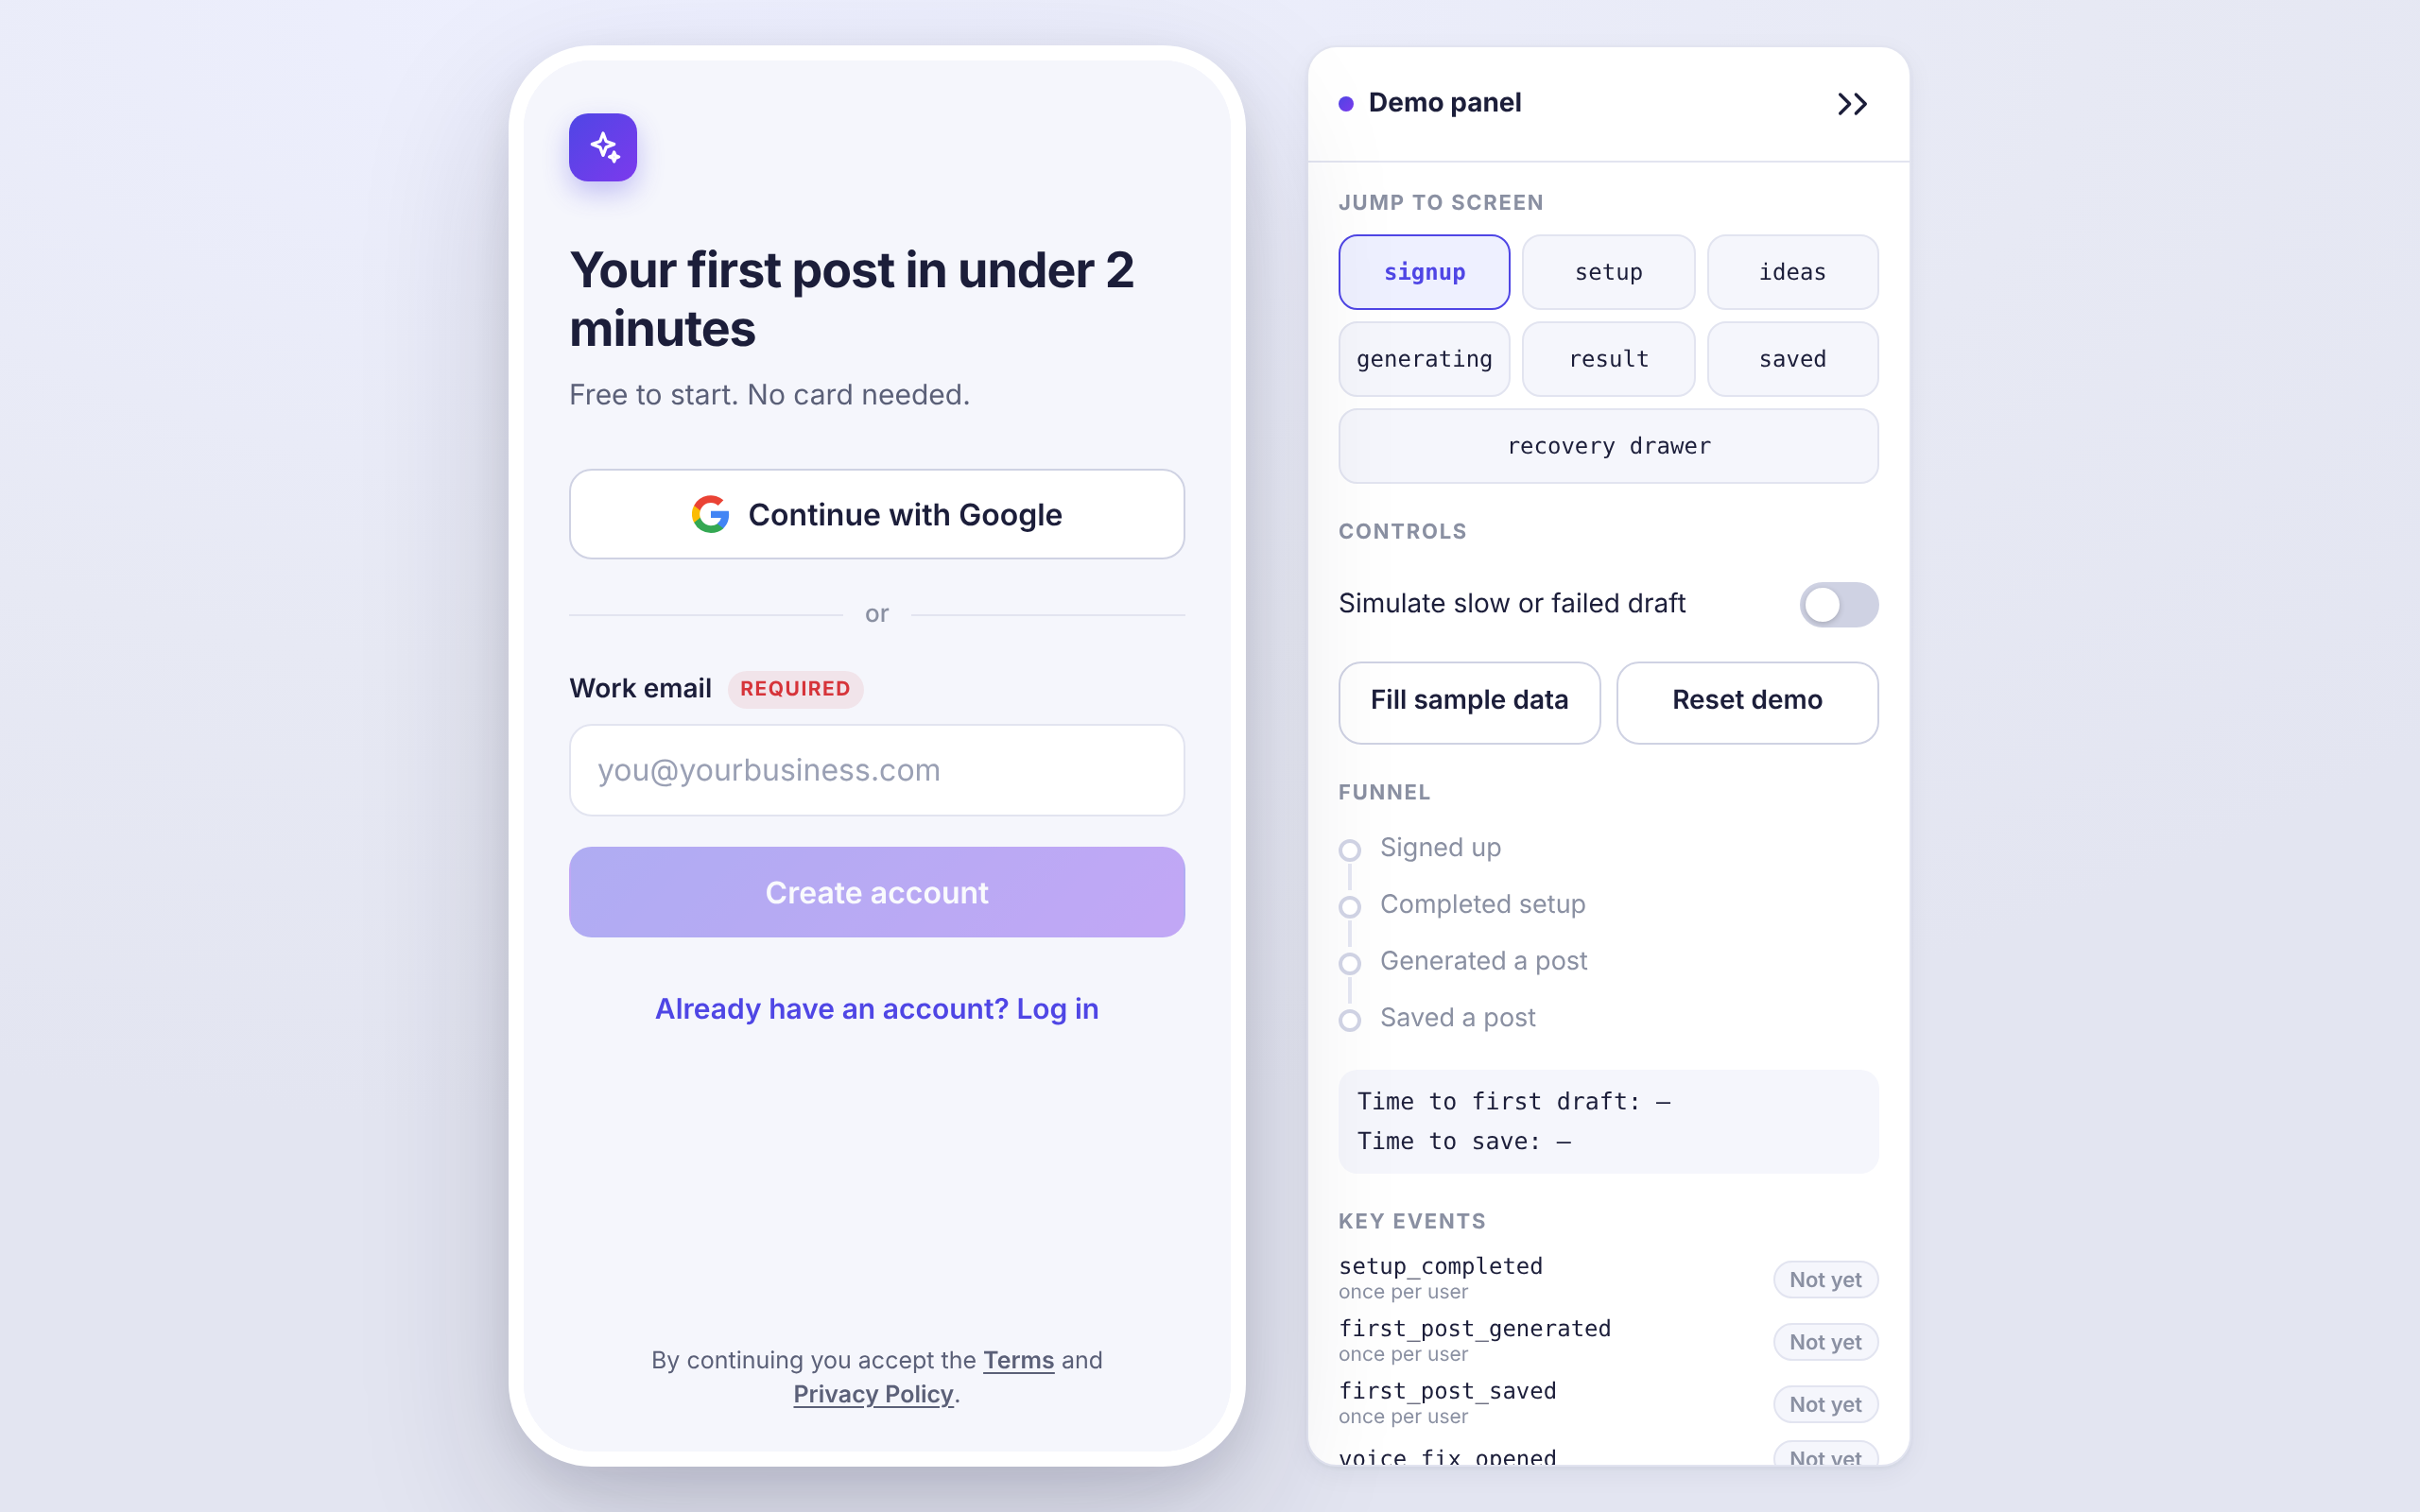 Your first post in under 2
minutes
Free to start. No card needed.
Continue with Google
or
Work email REQUIRED
you@yourbusiness.com
Create account
Already have an account? Log in
By continuing you accept the Terms and
Privacy Policy.
Demo panel
JUMP TO SCREEN
signup setup ideas
generating result saved
recovery drawer
CONTROLS
Simulate slow or failed draft
Fill sample data Reset demo
FUNNEL
Signed up
Completed setup
Generated a post
Saved a post
Time to first draft: —
Time to save: —
KEY EVENTS
setup_completed Not yet
once per user
first_post_generated Not yet
once per user
first_post_saved Not yet
once per user
voice_fix_opened Not yet